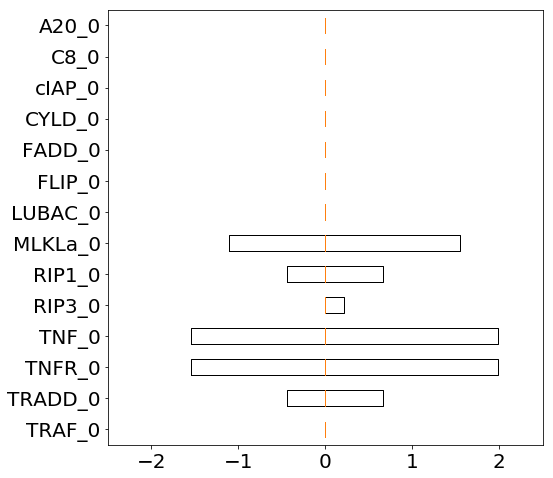 A20_0
C8_0
cIAP_0
CYLD_0
FADD_0
FLIP_0
LUBAC_0
MLKLa_0
RIP1_0
RIP3_0
TNF_0
TNFR_0
TRADD_0
TRAF_0
−2 −1 0 1 2